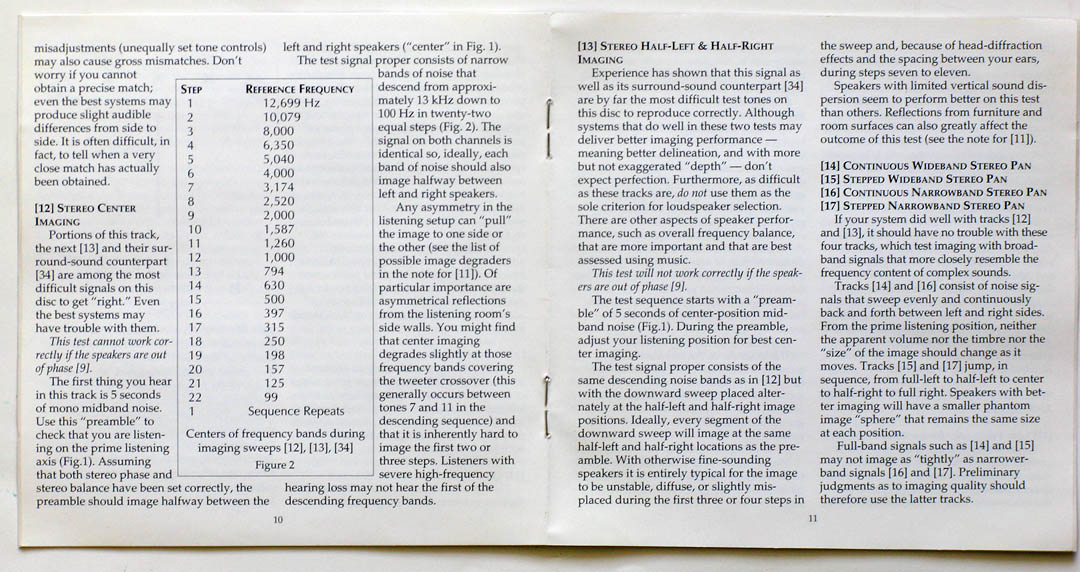 misadjustments (unequally set tone controls)
may also cause gross mismatches. Don't
worry if you cannot
obtain a precise match;
even the best systems may
produce slight audible
differences from side to
side. It is often difficult, in
fact, to tell when a very
close match has actually
been obtained.
[12] STEREO CENTER
IMAGING
Portions of this track,
the next [13] and their sur-
round-sound counterpart
[34] are among the most
difficult signals on this
disc to get "right." Even
the best systems may
have trouble with them.
This test cannot work cor-
rectly if the speakers are out
of phase [9].
The first thing you hear
in this track is 5 seconds
of mono midband noise.
Use this "preamble" to
check that you are listen-
ing on the prime listening
axis (Fig.1). Assuming
that both stereo phase and
stereo balance have been set correctly, the
preamble should image halfway between the
left and right speakers ("center" in Fig. 1).
The test signal proper consists of narrow
bands of noise that
descend from approxi-
mately 13 kHz down to
100 Hz in twenty-two
equal steps (Fig. 2). The
signal on both channels is
identical so, ideally, each
band of noise should also
image halfway between
left and right speakers.
Any asymmetry in the
listening setup can "pull"
the image to one side or
the other (see the list of
possible image degraders
in the note for [11]). Of
particular importance are
asymmetrical reflections
from the listening room's
side walls. You might find
that center imaging
degrades slightly at those
frequency bands covering
the tweeter crossover (this
generally occurs between
tones 7 and 11 in the
descending sequence) and
that it is inherently hard to
image the first two or
three steps. Listeners with
severe high-frequency
hearing loss may not hear the first of the
descending frequency bands.
STEP REFERENCE FREQUENCY
1 12,699 Hz
2 10,079
3 8,000
4 6,350
5 5,040
6 4,000
7 3,174
8 2,520
9 2,000
10 1,587
11 1,260
12 1,000
13 794
14 630
15 500
16 397
17 315
18 250
19 198
20 157
21 125
22 99
1 Sequence Repeats
Centers of frequency bands during
imaging sweeps [12], [13], [34]
Figure 2
10
[13] STEREO HALF-LEFT & HALF-RIGHT
IMAGING
Experience has shown that this signal as
well as its surround-sound counterpart [34]
are by far the most difficult test tones on
this disc to reproduce correctly. Although
systems that do well in these two tests may
deliver better imaging performance —
meaning better delineation, and with more
but not exaggerated "depth" — don't
expect perfection. Furthermore, as difficult
as these tracks are, do not use them as the
sole criterion for loudspeaker selection.
There are other aspects of speaker perfor-
mance, such as overall frequency balance,
that are more important and that are best
assessed using music.
This test will not work correctly if the speak-
ers are out of phase [9].
The test sequence starts with a "pream-
ble" of 5 seconds of center-position mid-
band noise (Fig.1). During the preamble,
adjust your listening position for best cen-
ter imaging.
The test signal proper consists of the
same descending noise bands as in [12] but
with the downward sweep placed alter-
nately at the half-left and half-right image
positions. Ideally, every segment of the
downward sweep will image at the same
half-left and half-right locations as the pre-
amble. With otherwise fine-sounding
speakers it is entirely typical for the image
to be unstable, diffuse, or slightly mis-
placed during the first three or four steps in
the sweep and, because of head-diffraction
effects and the spacing between your ears,
during steps seven to eleven.
Speakers with limited vertical sound dis-
persion seem to perform better on this test
than others. Reflections from furniture and
room surfaces can also greatly affect the
outcome of this test (see the note for [11]).
[14] CONTINUOUS WIDEBAND STEREO PAN
[15] STEPPED WIDEBAND STEREO PAN
[16] CONTINUOUS NARROWBAND STEREO PAN
[17] STEPPED NARROWBAND STEREO PAN
If your system did well with tracks [12]
and [13], it should have no trouble with these
four tracks, which test imaging with broad-
band signals that more closely resemble the
frequency content of complex sounds.
Tracks [14] and [16] consist of noise sig-
nals that sweep evenly and continuously
back and forth between left and right sides.
From the prime listening position, neither
the apparent volume nor the timbre nor the
"size" of the image should change as it
moves. Tracks [15] and [17] jump, in
sequence, from full-left to half-left to center
to half-right to full right. Speakers with bet-
ter imaging will have a smaller phantom
image "sphere" that remains the same size
at each position.
Full-band signals such as [14] and [15]
may not image as "tightly" as narrower-
band signals [16] and [17]. Preliminary
judgments as to imaging quality should
therefore use the latter tracks.
11